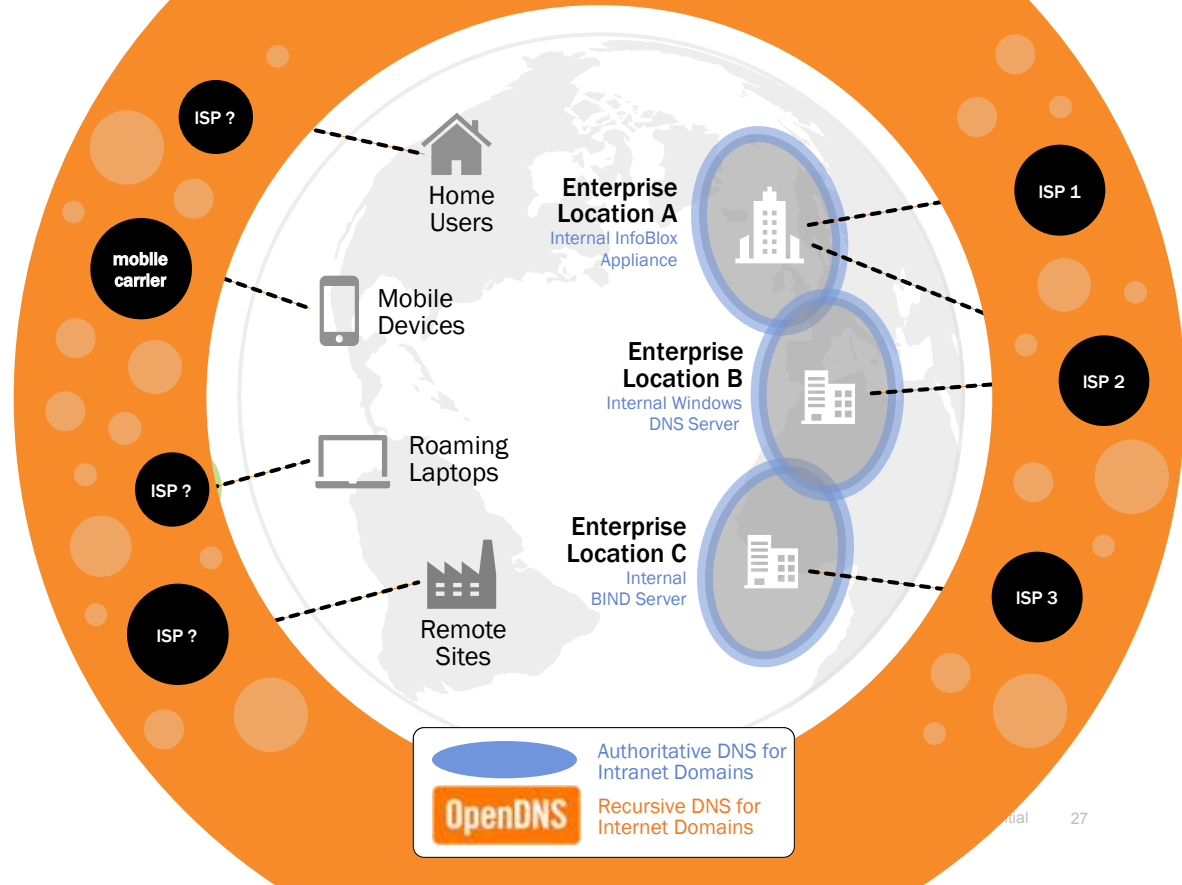 ISP ?
mobile
carrier
ISP ?
ISP ?
Home
Users
Mobile
Devices
Roaming
Laptops
Remote
Sites
Enterprise
Location A
Internal InfoBlox
Appliance
Enterprise
Location B
Internal Windows
DNS Server
Enterprise
Location C
Internal
BIND Server
ISP 1
ISP 2
ISP 3
Authoritative DNS for
Intranet Domains
OpenDNS
Recursive DNS for
Internet Domains
27